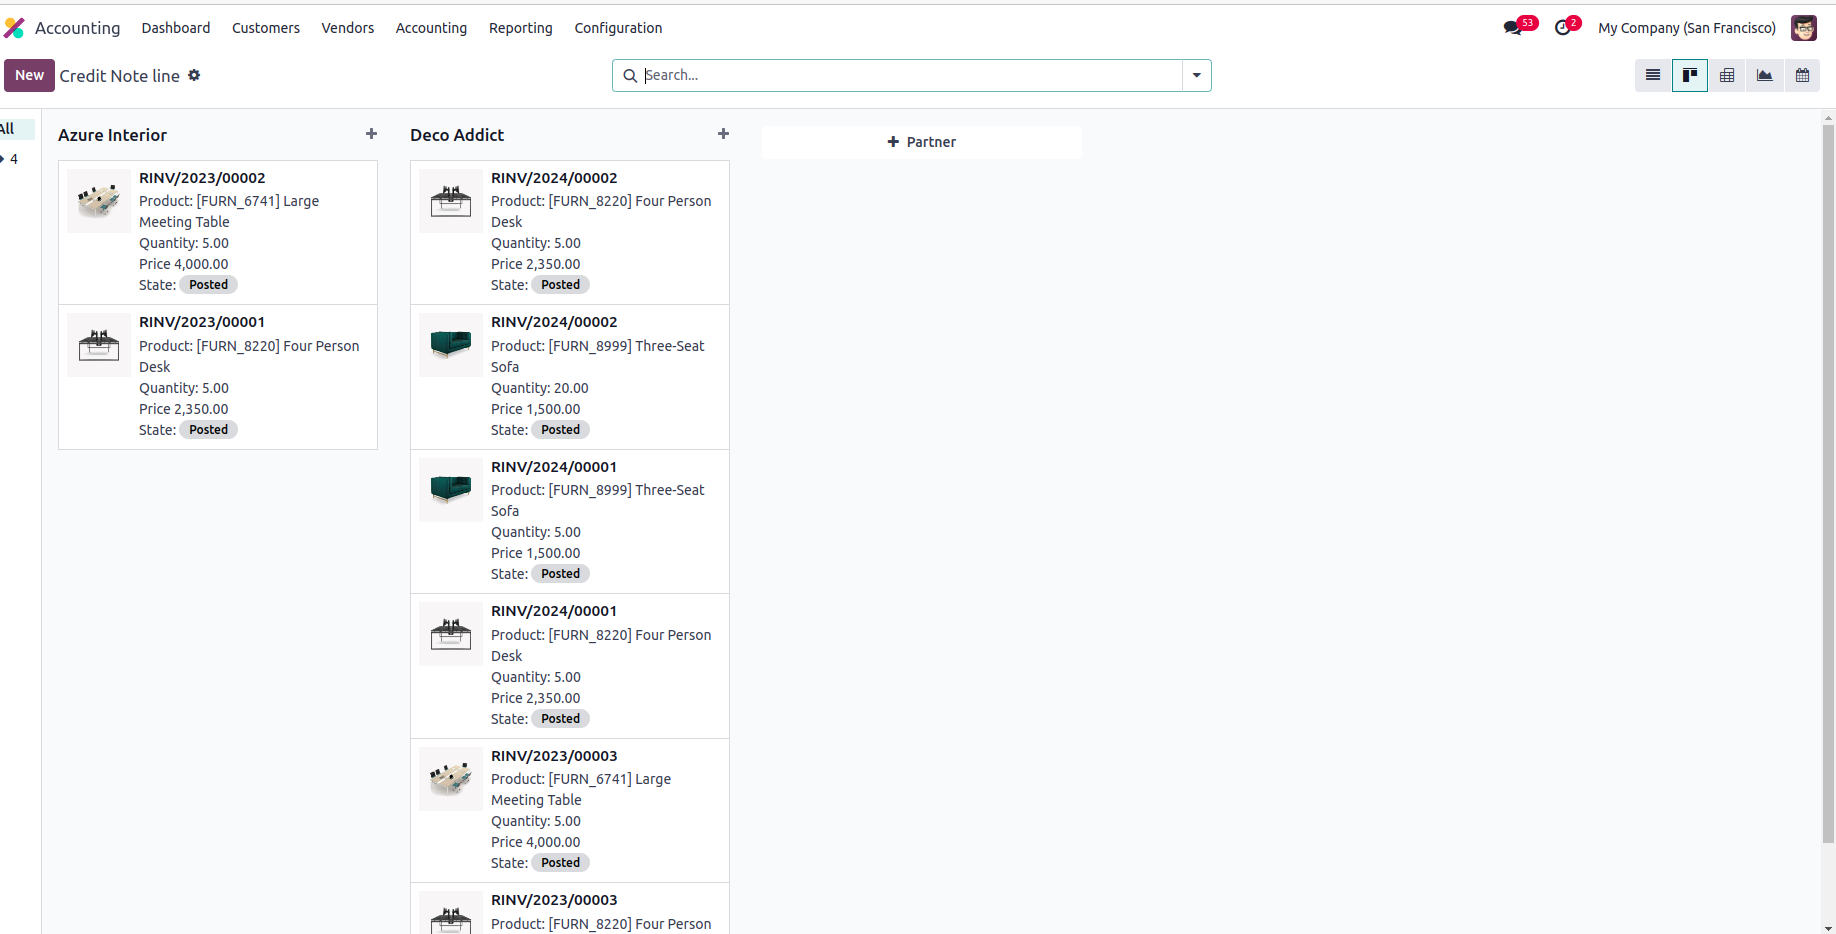 Accounting Dashboard Customers Vendors Accounting Reporting Configuration 53 2 My Company (San Francisco)
New Credit Note line Search...
All
4
Azure Interior
RINV/2023/00002
Product: [FURN_6741] Large
Meeting Table
Quantity: 5.00
Price 4,000.00
State: Posted
RINV/2023/00001
Product: [FURN_8220] Four Person
Desk
Quantity: 5.00
Price 2,350.00
State: Posted
Deco Addict
RINV/2024/00002
Product: [FURN_8220] Four Person
Desk
Quantity: 5.00
Price 2,350.00
State: Posted
RINV/2024/00002
Product: [FURN_8999] Three-Seat
Sofa
Quantity: 20.00
Price 1,500.00
State: Posted
RINV/2024/00001
Product: [FURN_8999] Three-Seat
Sofa
Quantity: 5.00
Price 1,500.00
State: Posted
RINV/2024/00001
Product: [FURN_8220] Four Person
Desk
Quantity: 5.00
Price 2,350.00
State: Posted
RINV/2023/00003
Product: [FURN_6741] Large
Meeting Table
Quantity: 5.00
Price 4,000.00
State: Posted
RINV/2023/00003
Product: [FURN_8220] Four Person
+ Partner